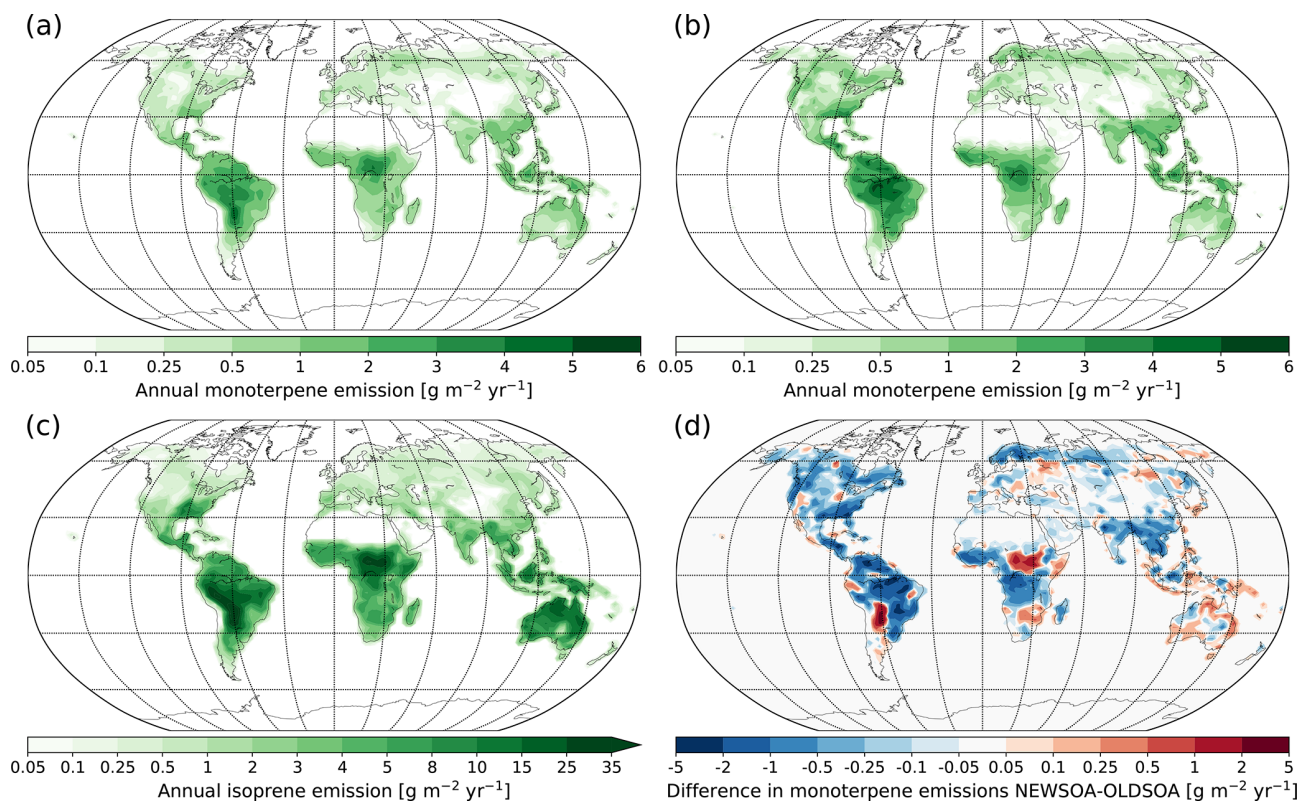 (a)
(b)
0.05 0.1 0.25 0.5 1 2 3 4 5 6
Annual monoterpene emission [g m⁻² yr⁻¹]
0.05 0.1 0.25 0.5 1 2 3 4 5 6
Annual monoterpene emission [g m⁻² yr⁻¹]
(c)
(d)
0.05 0.1 0.25 0.5 1 2 3 4 5 8 10 15 25 35
Annual isoprene emission [g m⁻² yr⁻¹]
-5 -2 -1 -0.5 -0.25 -0.1 -0.05 0.05 0.1 0.25 0.5 1 2 5
Difference in monoterpene emissions NEWSOA-OLDSOA [g m⁻² yr⁻¹]